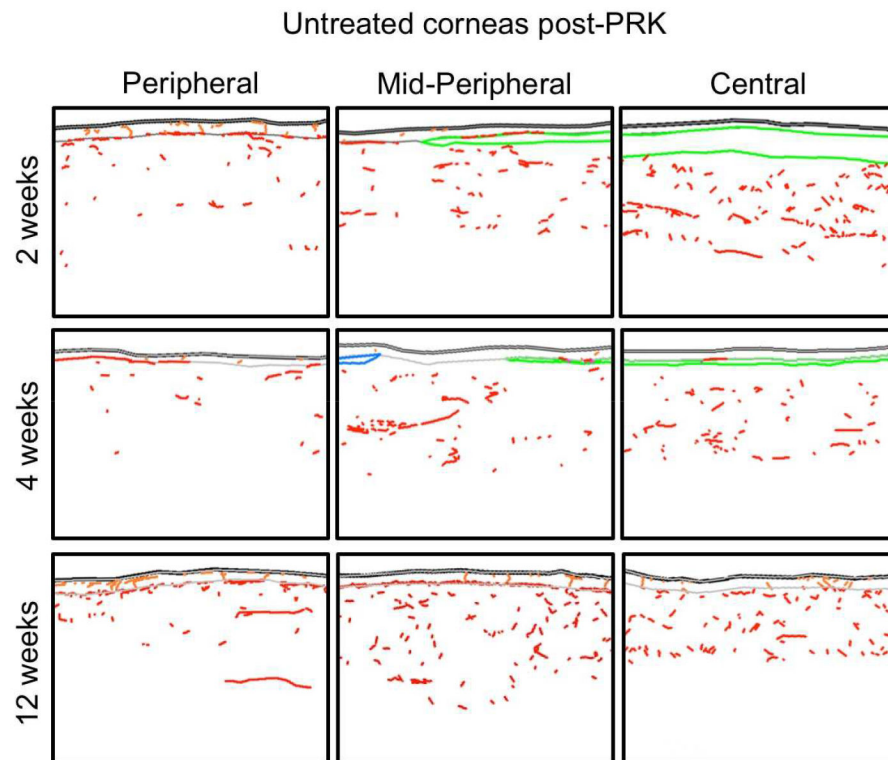 Untreated corneas post-PRK
Peripheral
Mid-Peripheral
Central
2 weeks
4 weeks
12 weeks